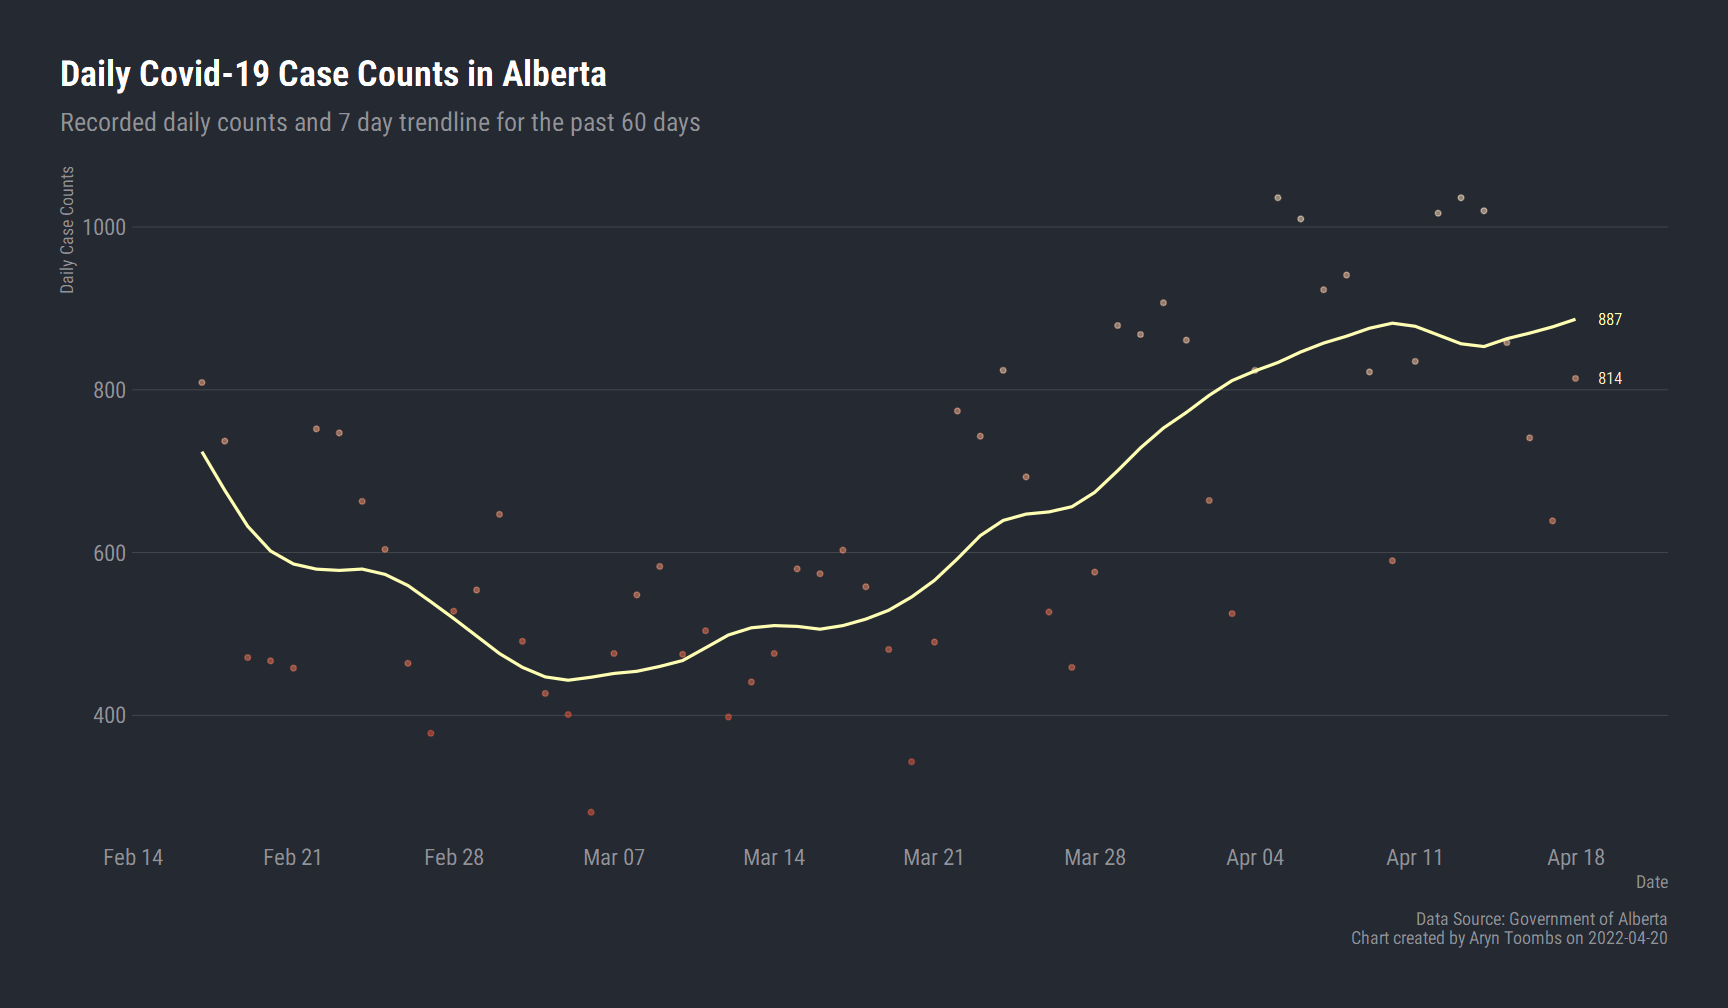 Daily Covid-19 Case Counts in Alberta
Recorded daily counts and 7 day trendline for the past 60 days
Daily Case Counts
1000
800
600
400
887
814
Feb 14 Feb 21 Feb 28 Mar 07 Mar 14 Mar 21 Mar 28 Apr 04 Apr 11 Apr 18
Date
Data Source: Government of Alberta
Chart created by Aryn Toombs on 2022-04-20